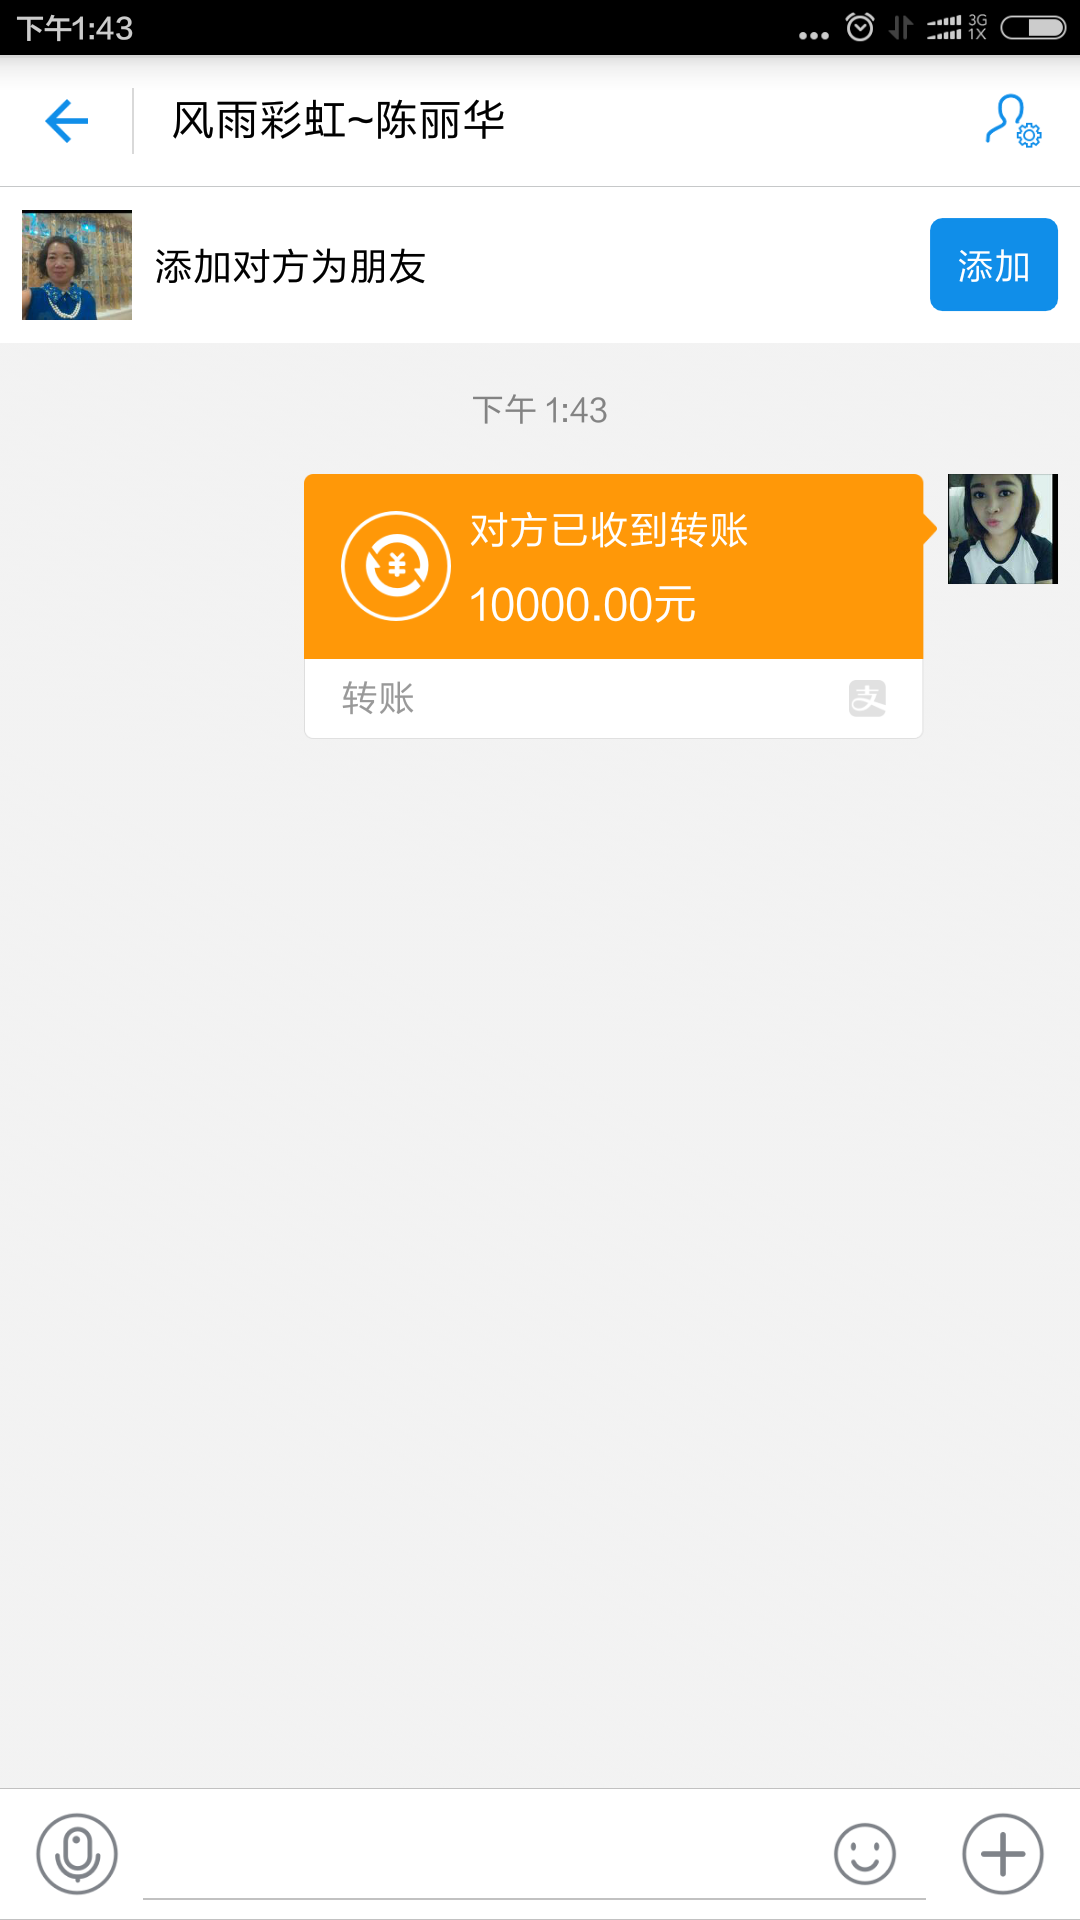 下午1:43
3G
1X
风雨彩虹~陈丽华
添加对方为朋友
添加
下午 1:43
对方已收到转账
10000.00元
转账
支